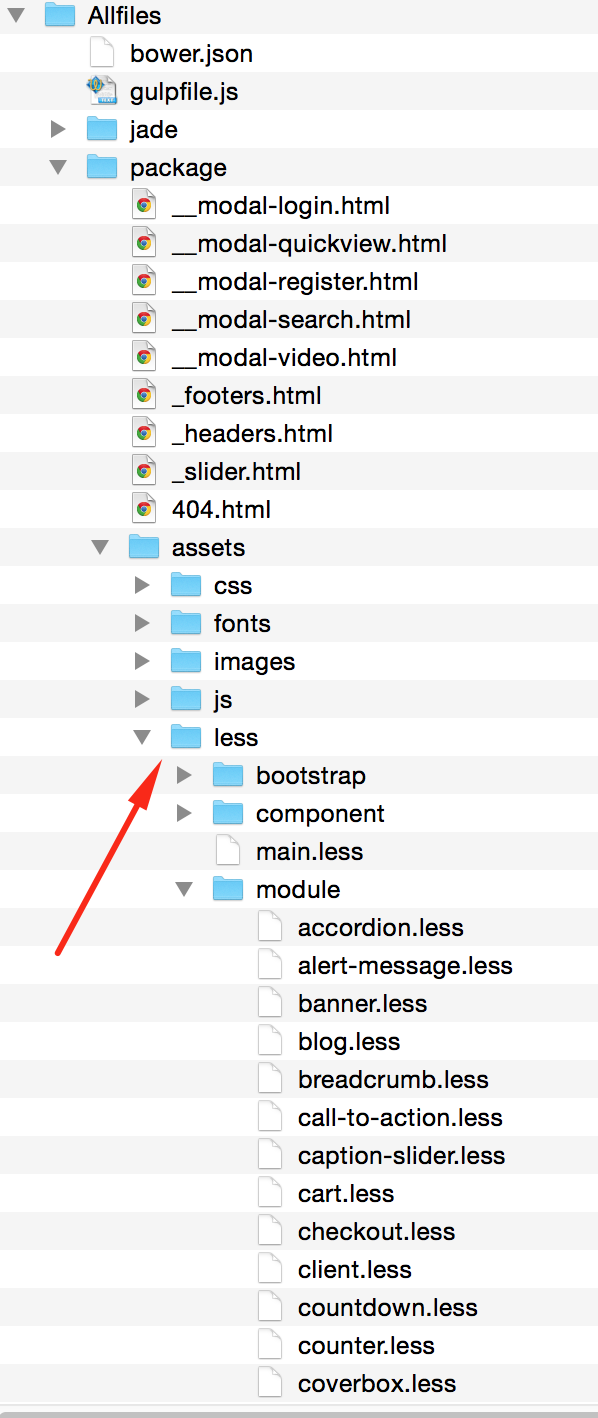 Allfiles
bower.json
gulpfile.js
jade
package
__modal-login.html
__modal-quickview.html
__modal-register.html
__modal-search.html
__modal-video.html
_footers.html
_headers.html
_slider.html
404.html
assets
css
fonts
images
js
less
bootstrap
component
main.less
module
accordion.less
alert-message.less
banner.less
blog.less
breadcrumb.less
call-to-action.less
caption-slider.less
cart.less
checkout.less
client.less
countdown.less
counter.less
coverbox.less